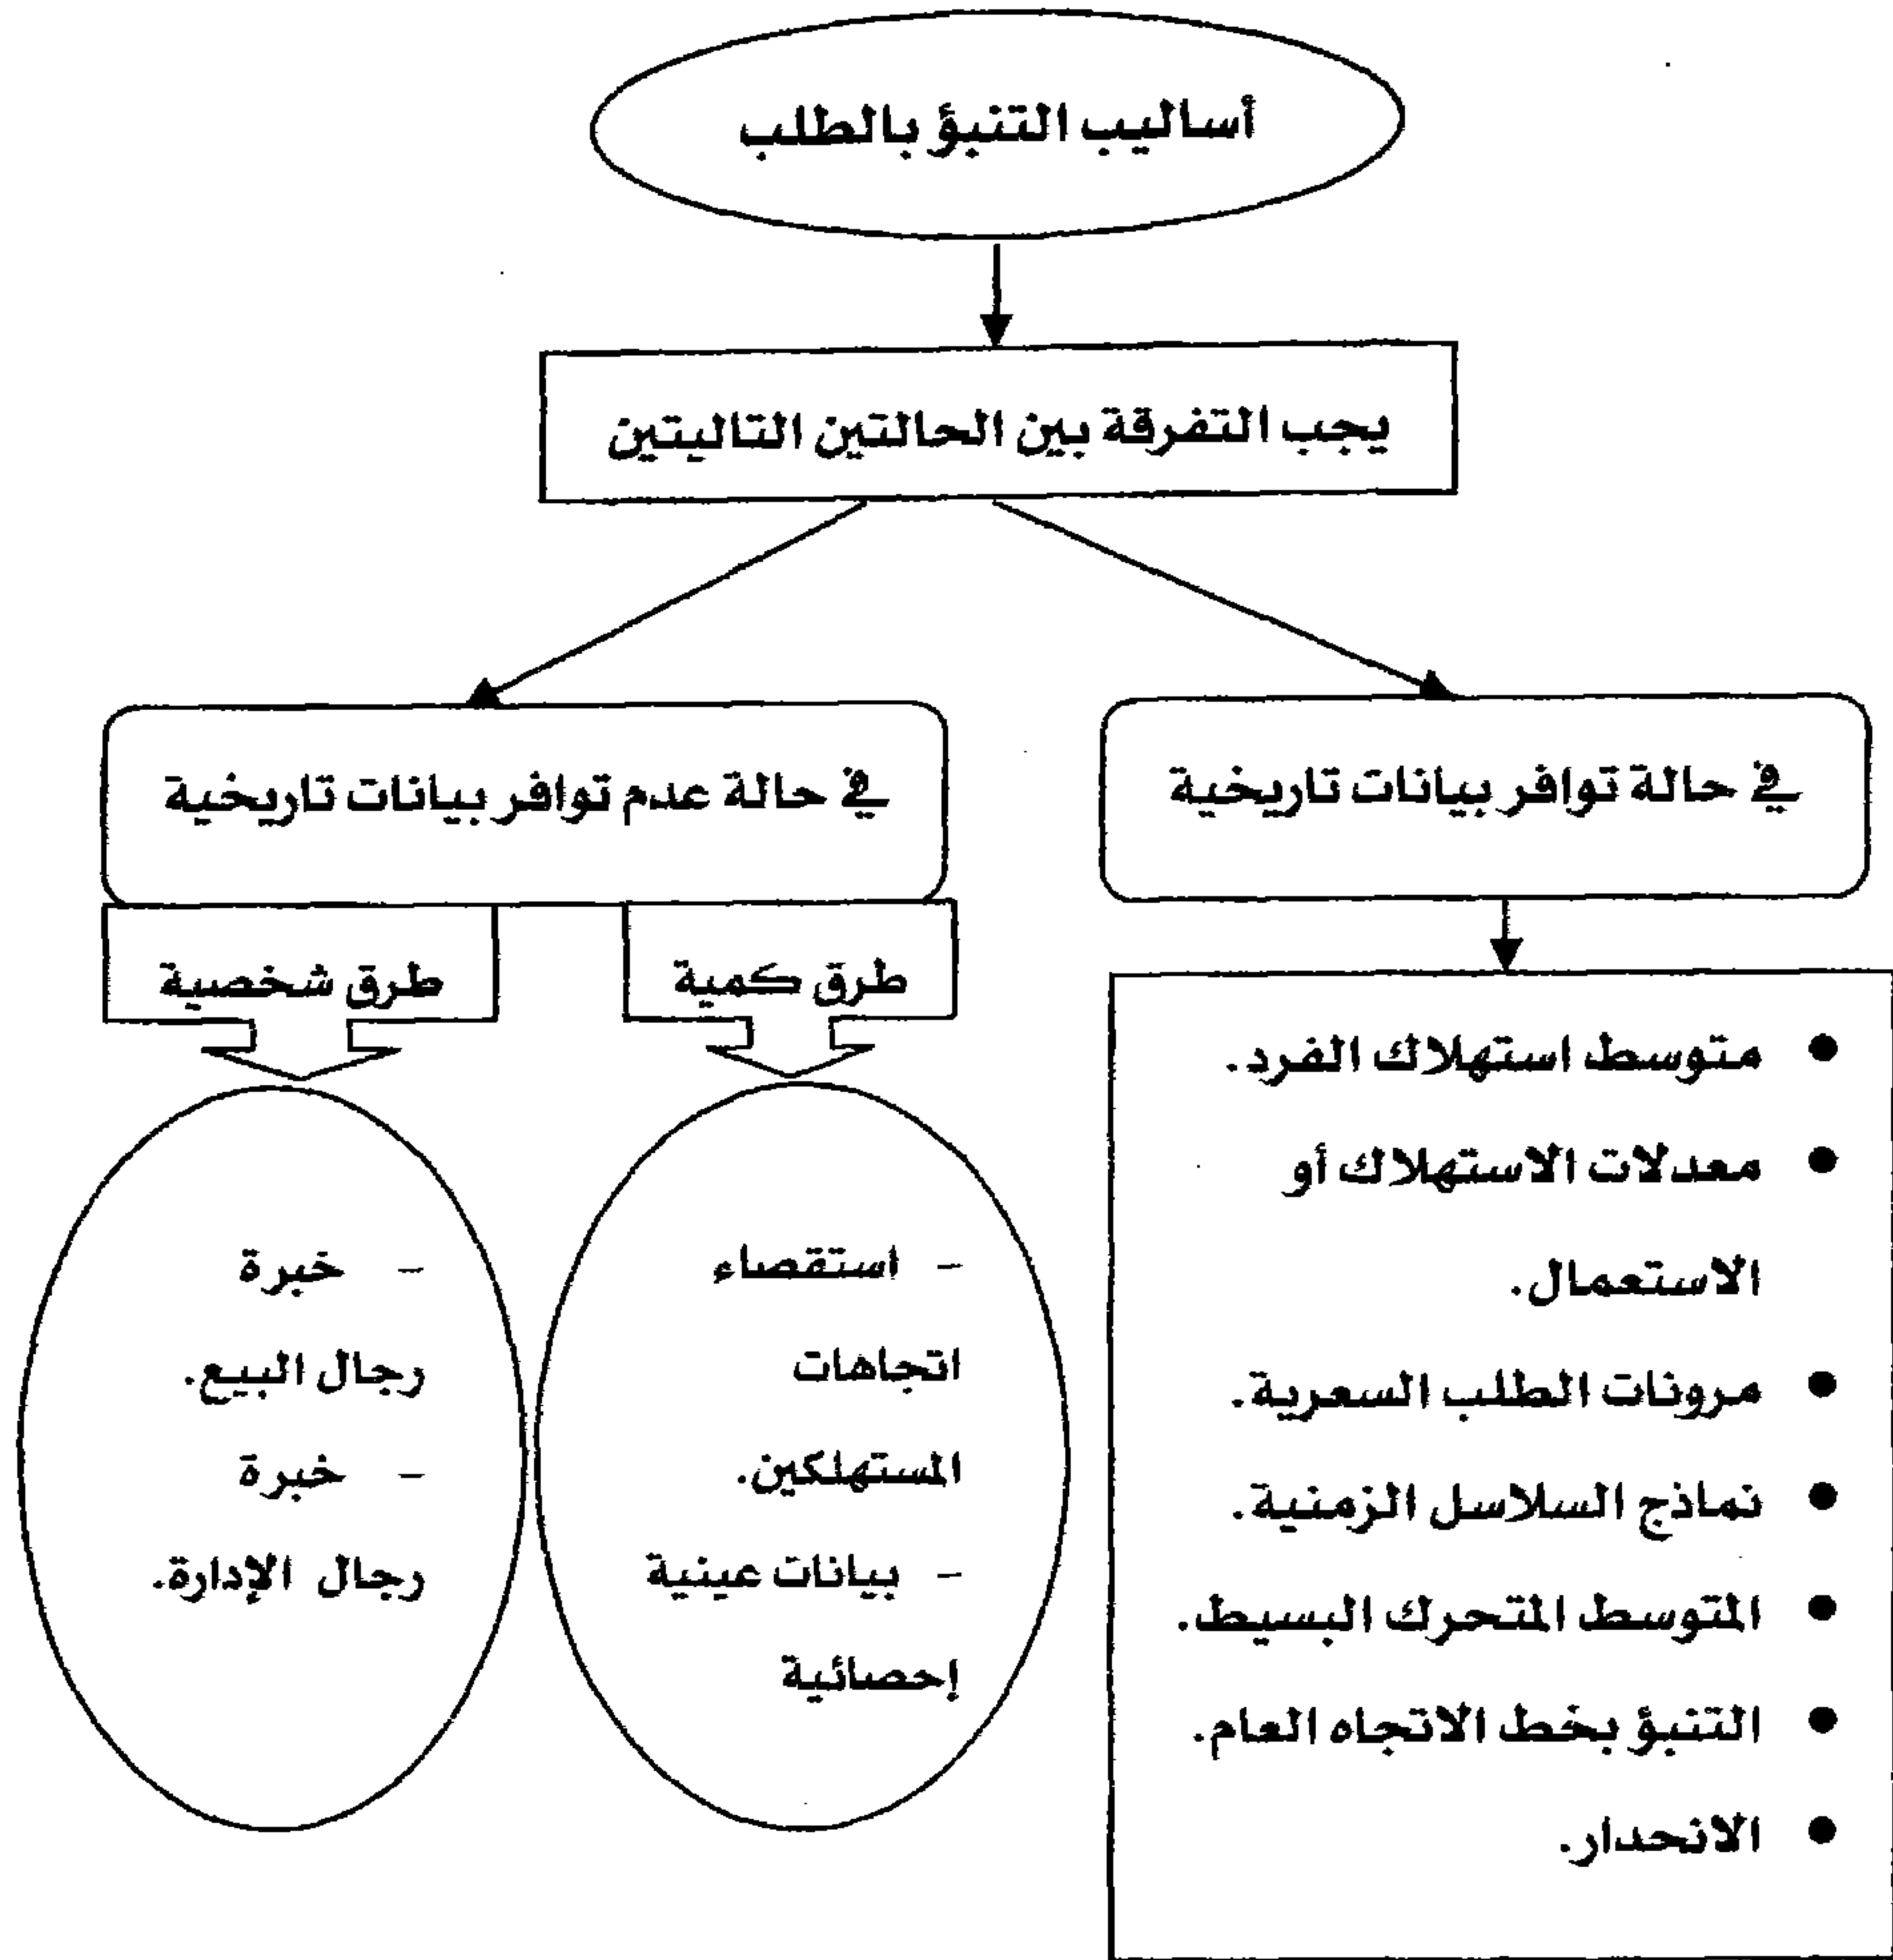 أساليب التنبؤ بالطلب
يجب التفرقة بين الحالتين التاليتين
في حالة توافر بيانات تاريخية
في حالة عدم توافر بيانات تاريخية
● متوسط استهلاك الفرد.
● معدلات الاستهلاك أو
الاستعمال.
● مرونات الطلب السعرية.
● نماذج السلاسل الزمنية.
● المتوسط المتحرك البسيط.
● التنبؤ بخط الاتجاه العام.
● الانحدار.
طرق كمية
- استقصاء
اتجاهات
المستهلكين.
- بيانات عينية
إحصائية
طرق شخصية
- خبرة
رجال البيع.
- خبرة
رجال الإدارة.